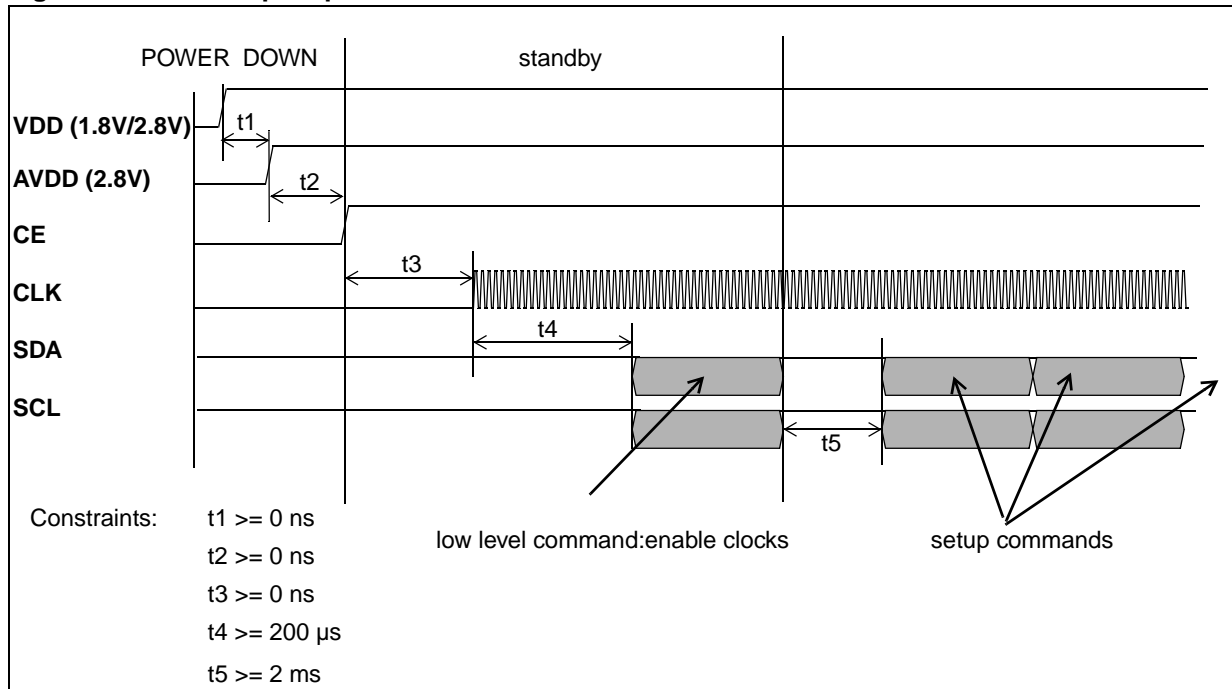 POWER DOWN
standby
VDD (1.8V/2.8V)
t1
AVDD (2.8V)
t2
CE
t3
CLK
t4
SDA
SCL
t5
Constraints:
t1 >= 0 ns
t2 >= 0 ns
t3 >= 0 ns
t4 >= 200 µs
t5 >= 2 ms
low level command:enable clocks
setup commands